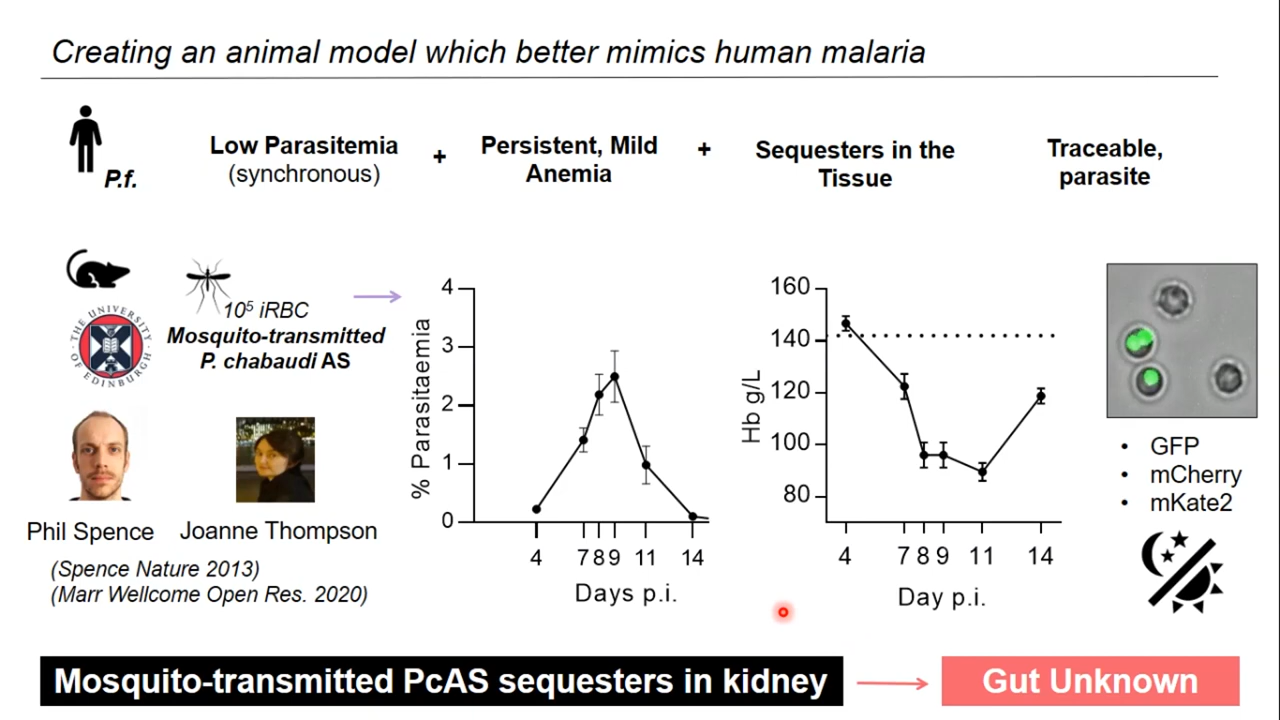 Creating an animal model which better mimics human malaria
P.f.
Low Parasitemia
(synchronous)
+
Persistent, Mild
Anemia
+
Sequesters in the
Tissue
Traceable,
parasite
THE UNIVERSITY
OF EDINBURGH
10⁵ iRBC
Mosquito-transmitted
P. chabaudi AS
Phil Spence
Joanne Thompson
(Spence Nature 2013)
(Marr Wellcome Open Res. 2020)
% Parasitaemia
4
3
2
1
0
4 7 8 9 11 14
Days p.i.
Hb g/L
160
140
120
100
80
4 7 8 9 11 14
Day p.i.
• GFP
• mCherry
• mKate2
Mosquito-transmitted PcAS sequesters in kidney
Gut Unknown